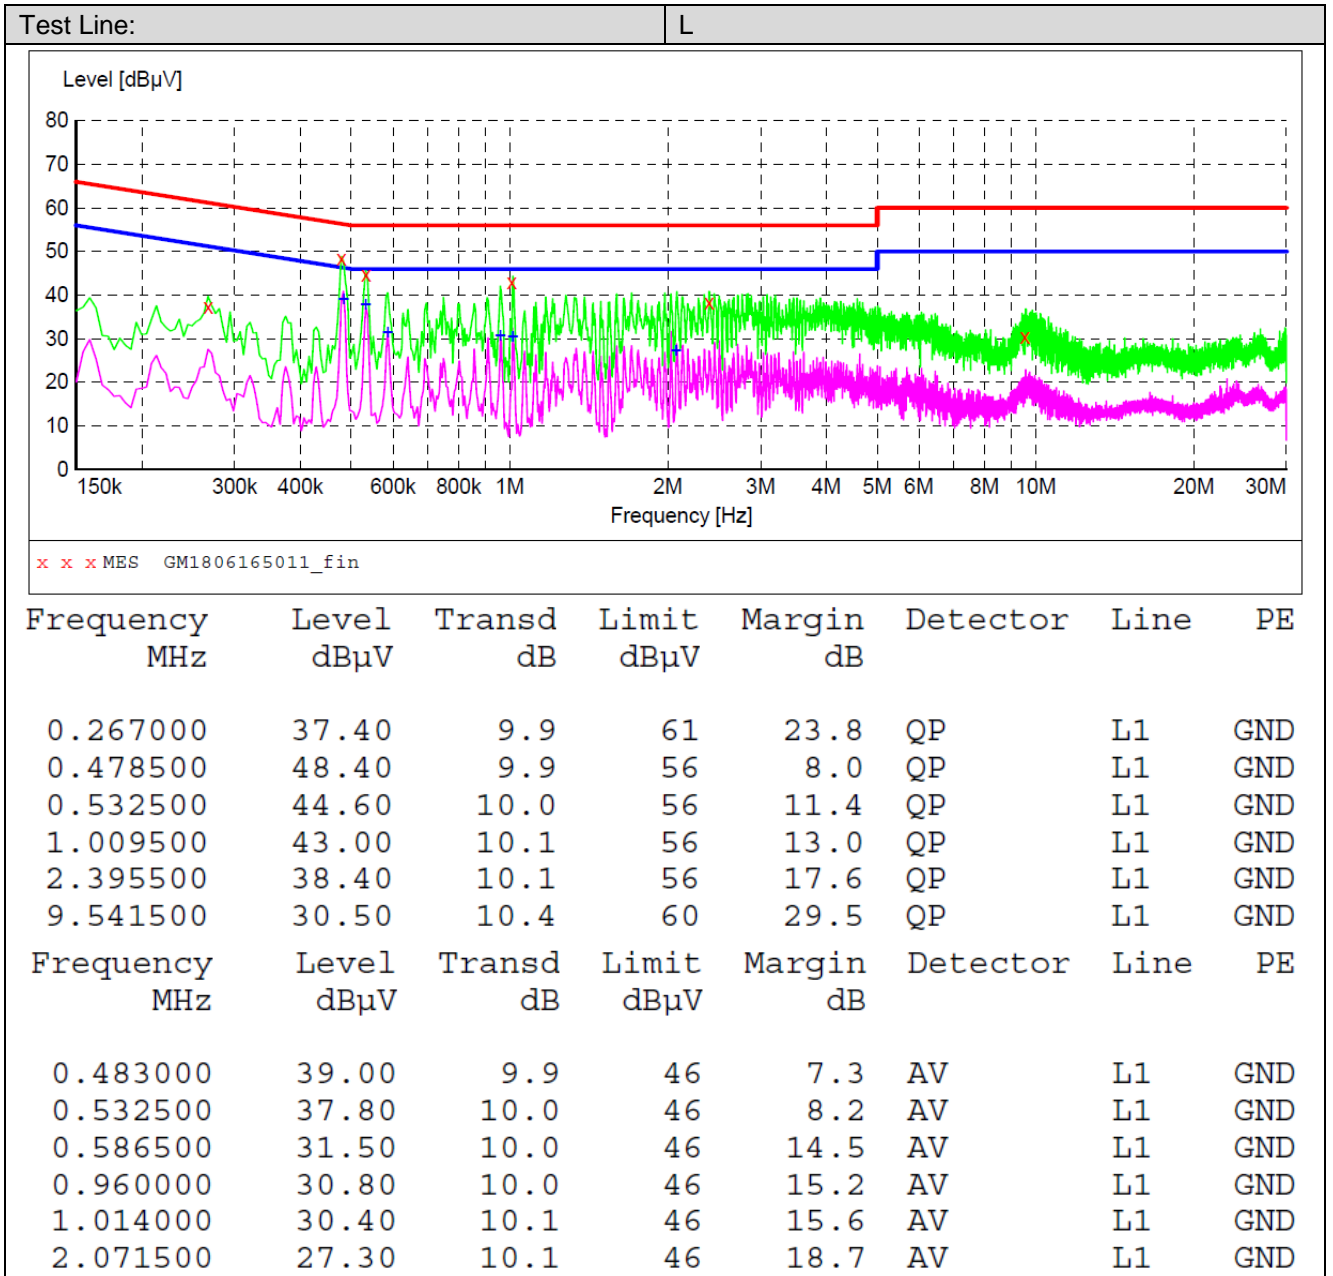 Test Line: L
Level [dBµV]
80
70
60
50
40
30
20
10
0
150k 300k 400k 600k 800k 1M 2M 3M 4M 5M 6M 8M 10M 20M 30M
Frequency [Hz]
x x x MES GM1806165011_fin
Frequency Level Transd Limit Margin Detector Line PE
MHz dBµV dB dBµV dB
0.267000 37.40 9.9 61 23.8 QP L1 GND
0.478500 48.40 9.9 56 8.0 QP L1 GND
0.532500 44.60 10.0 56 11.4 QP L1 GND
1.009500 43.00 10.1 56 13.0 QP L1 GND
2.395500 38.40 10.1 56 17.6 QP L1 GND
9.541500 30.50 10.4 60 29.5 QP L1 GND
Frequency Level Transd Limit Margin Detector Line PE
MHz dBµV dB dBµV dB
0.483000 39.00 9.9 46 7.3 AV L1 GND
0.532500 37.80 10.0 46 8.2 AV L1 GND
0.586500 31.50 10.0 46 14.5 AV L1 GND
0.960000 30.80 10.0 46 15.2 AV L1 GND
1.014000 30.40 10.1 46 15.6 AV L1 GND
2.071500 27.30 10.1 46 18.7 AV L1 GND